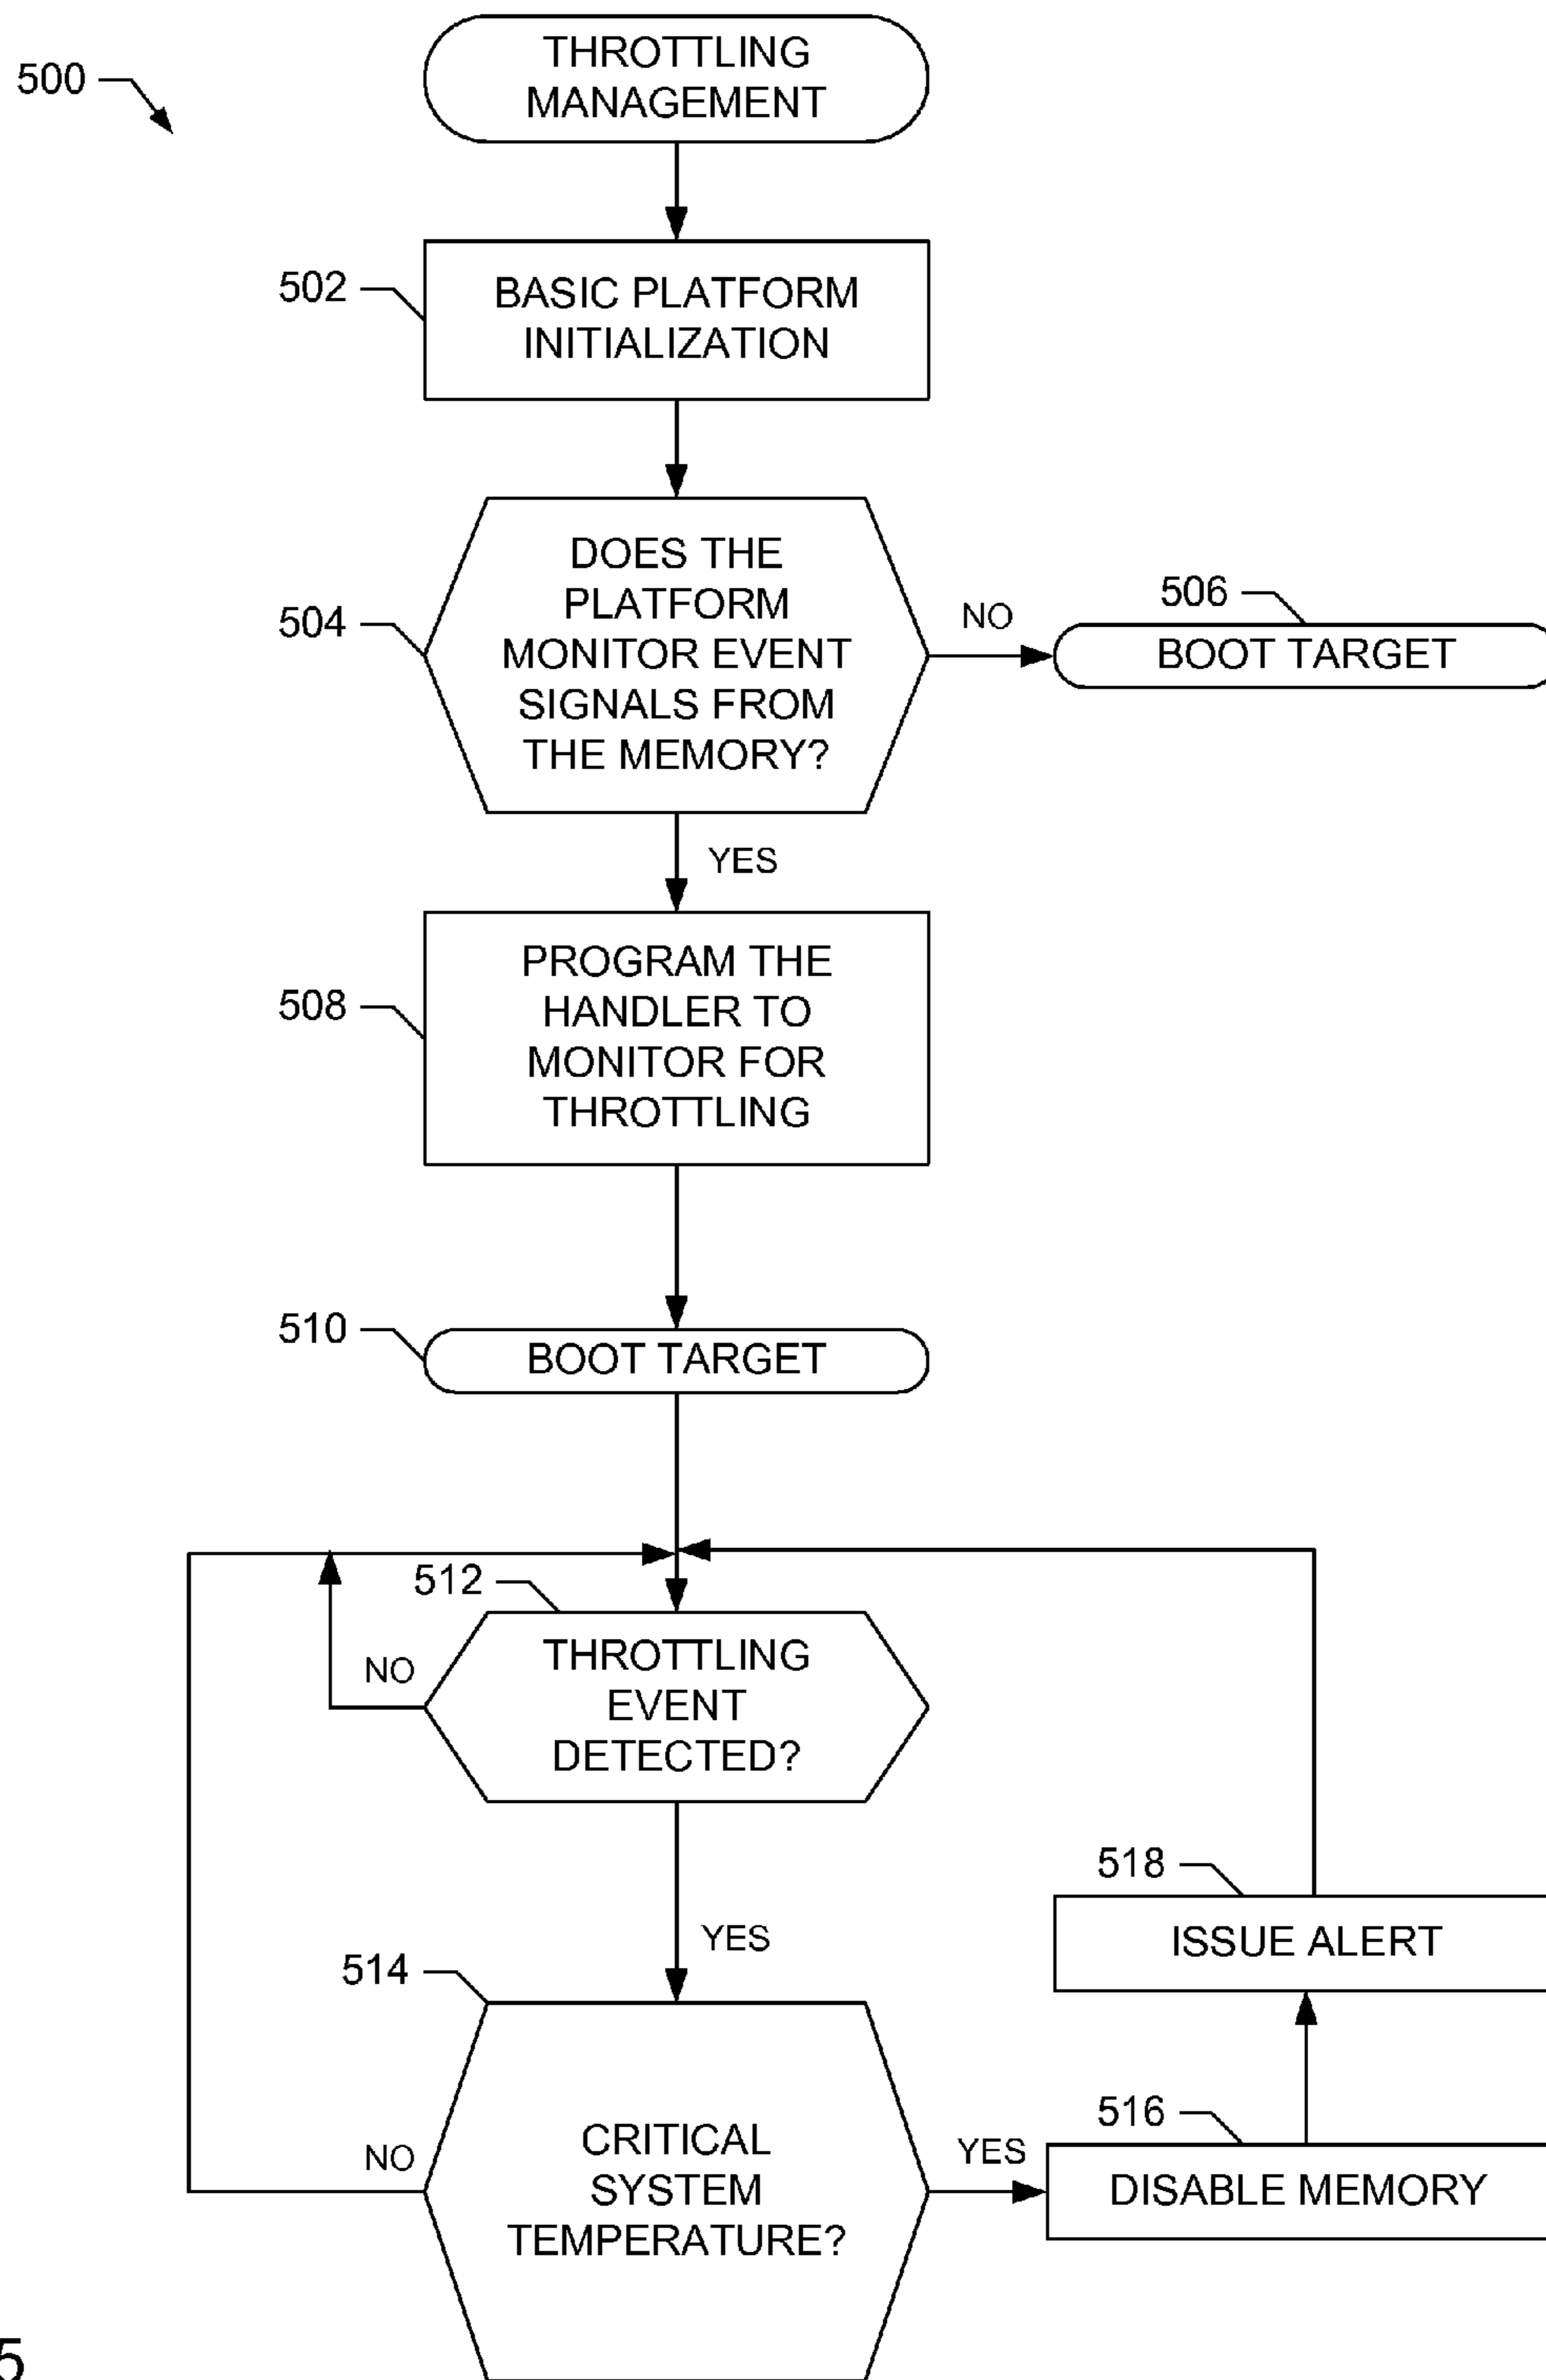 THROTTLING
MANAGEMENT
500
502
BASIC PLATFORM
INITIALIZATION
504
DOES THE
PLATFORM
MONITOR EVENT
SIGNALS FROM
THE MEMORY?
NO
506
BOOT TARGET
YES
508
PROGRAM THE
HANDLER TO
MONITOR FOR
THROTTLING
510
BOOT TARGET
512
NO
THROTTLING
EVENT
DETECTED?
YES
518
ISSUE ALERT
514
NO
CRITICAL
SYSTEM
TEMPERATURE?
YES
516
DISABLE MEMORY
5